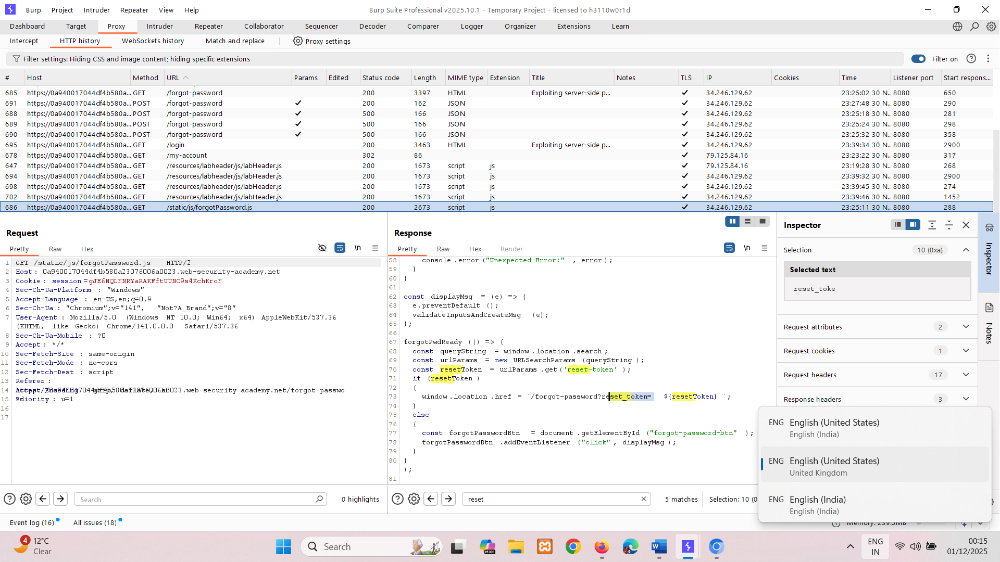 Burp Project Intruder Repeater View Help Burp Suite Professional v2025.10.1 - Temporary Project - licensed to h3110w0r1d
Dashboard Target Proxy Intruder Repeater Collaborator Sequencer Decoder Comparer Logger Organizer Extensions Learn
Intercept HTTP history WebSockets history Match and replace Proxy settings
Filter settings: Hiding CSS and image content; hiding specific extensions Filter on
# Host Method URL Params Edited Status code Length MIME type Extension Title Notes TLS IP Cookies Time Listener port Start respons...
685 https://0a940017044df4b580a... GET /forgot-password 200 3397 HTML Exploiting server-side p... ✓ 34.246.129.62 23:25:02 30 N.. 8080 650
691 https://0a940017044df4b580a... POST /forgot-password ✓ 200 162 JSON ✓ 34.246.129.62 23:27:48 30 N.. 8080 290
688 https://0a940017044df4b580a... POST /forgot-password ✓ 500 166 JSON ✓ 34.246.129.62 23:25:18 30 N.. 8080 281
689 https://0a940017044df4b580a... POST /forgot-password ✓ 500 166 JSON ✓ 34.246.129.62 23:25:24 30 N.. 8080 298
690 https://0a940017044df4b580a... POST /forgot-password ✓ 500 166 JSON ✓ 34.246.129.62 23:25:32 30 N.. 8080 358
695 https://0a940017044df4b580a... GET /login 200 3463 HTML Exploiting server-side p... ✓ 34.246.129.62 23:39:34 30 N.. 8080 2900
678 https://0a940017044df4b580a... GET /my-account 302 86 ✓ 79.125.84.16 23:23:22 30 N.. 8080 317
647 https://0a940017044df4b580a... GET /resources/labheader/js/labHeader.js 200 1673 script js ✓ 79.125.84.16 23:19:28 30 N.. 8080 268
694 https://0a940017044df4b580a... GET /resources/labheader/js/labHeader.js 200 1673 script js ✓ 34.246.129.62 23:39:32 30 N.. 8080 2900
698 https://0a940017044df4b580a... GET /resources/labheader/js/labHeader.js 200 1673 script js ✓ 34.246.129.62 23:39:45 30 N.. 8080 274
702 https://0a940017044df4b580a... GET /resources/labheader/js/labHeader.js 200 1673 script js ✓ 34.246.129.62 23:39:46 30 N.. 8080 1452
686 https://0a940017044df4b580a... GET /static/js/forgotPassword.js 200 2673 script js ✓ 34.246.129.62 23:25:11 30 N.. 8080 288
Request
Pretty Raw Hex \n
1 GET /static/js/forgotPassword.js HTTP/2
2 Host : 0a940017044df4b580a23076006a0023.web-security-academy.net
3 Cookie : session =gJE6NQLFNRYaRAKFftUUNO9s4KchKroF
4 Sec-Ch-Ua-Platform : "Windows"
5 Accept-Language : en-US,en;q=0.9
6 Sec-Ch-Ua : "Chromium";v="141", "Not?A_Brand";v="8"
7 User-Agent : Mozilla/5.0 (Windows NT 10.0; Win64; x64) AppleWebKit/537.36
(KHTML, like Gecko) Chrome/141.0.0.0 Safari/537.36
8 Sec-Ch-Ua-Mobile : ?0
9 Accept : */*
10 Sec-Fetch-Site : same-origin
11 Sec-Fetch-Mode : no-cors
12 Sec-Fetch-Dest : script
13 Referer :
14 0023.web-security-academy.net/forgot-passwo
15 Priority : u=1
16
17
Search 0 highlights
Response
Pretty Raw Hex Render \n
58 console .error ("Unexpected Error:" , error );
59 }
60 }
61
62 const displayMsg = (e) => {
63 e.preventDefault ();
64 validateInputsAndCreateMsg (e);
65 };
66
67 forgotPwdReady (() => {
68 const queryString = window .location .search ;
69 const urlParams = new URLSearchParams (queryString );
70 const resetToken = urlParams .get ('reset-token' );
71 if (resetToken )
72 {
73 window .location .href = `/forgot-password?reset_token= ${resetToken} `;
74 }
75 else
76 {
77 const forgotPasswordBtn = document .getElementById ("forgot-password-btn" );
78 forgotPasswordBtn .addEventListener ("click" , displayMsg );
79 }
80 }
);
81
reset 5 matches Selection: 10 (0
Inspector
Selection 10 (0xa)
Selected text
reset_toke
Request attributes 2
Request cookies 1
Request headers 17
Response headers 3
Inspector
Notes
ENG English (United States)
English (India)
ENG English (United States)
United Kingdom
ENG English (India)
English (India)
Event log (16) All issues (18) Memory: 239.5MB
4 12°C
Clear
Search
M365
ENG
IN
00:15
01/12/2025